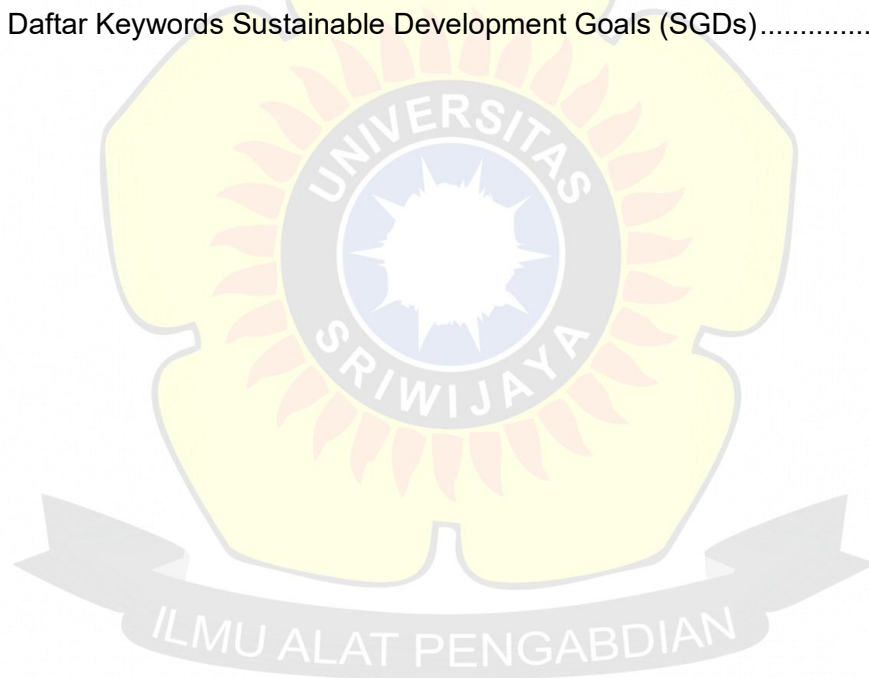 Daftar Keywords Sustainable Development Goals (SGDs)..............
UNIVERSITAS
SRIWIJAYA
ILMU ALAT PENGABDIAN